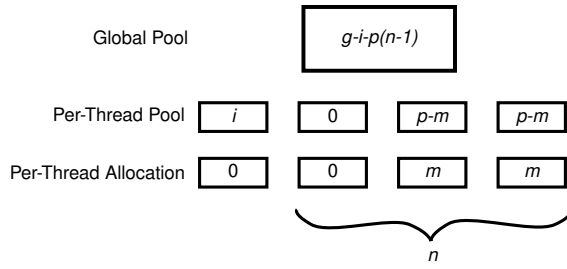 Global Pool g-i-p(n-1)
Per-Thread Pool i 0 p-m p-m
Per-Thread Allocation 0 0 m m
n